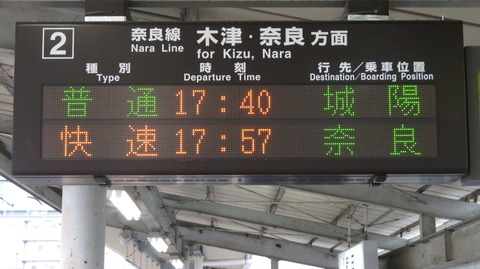 2
奈良線 木津・奈良 方面
Nara Line for Kizu, Nara
種別 時刻 行先／乗車位置
Type Departure Time Destination/Boarding Position
普通 17:40 城陽
快速 17:57 奈良